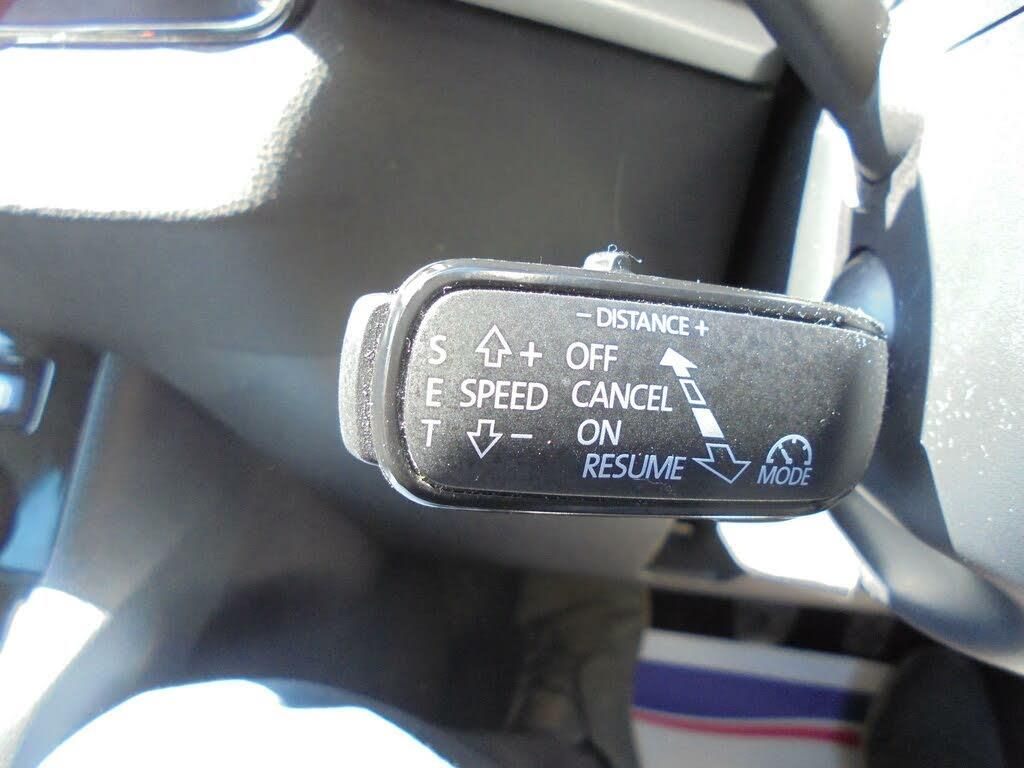 - DISTANCE +
S + OFF
E SPEED CANCEL
T - ON
RESUME MODE